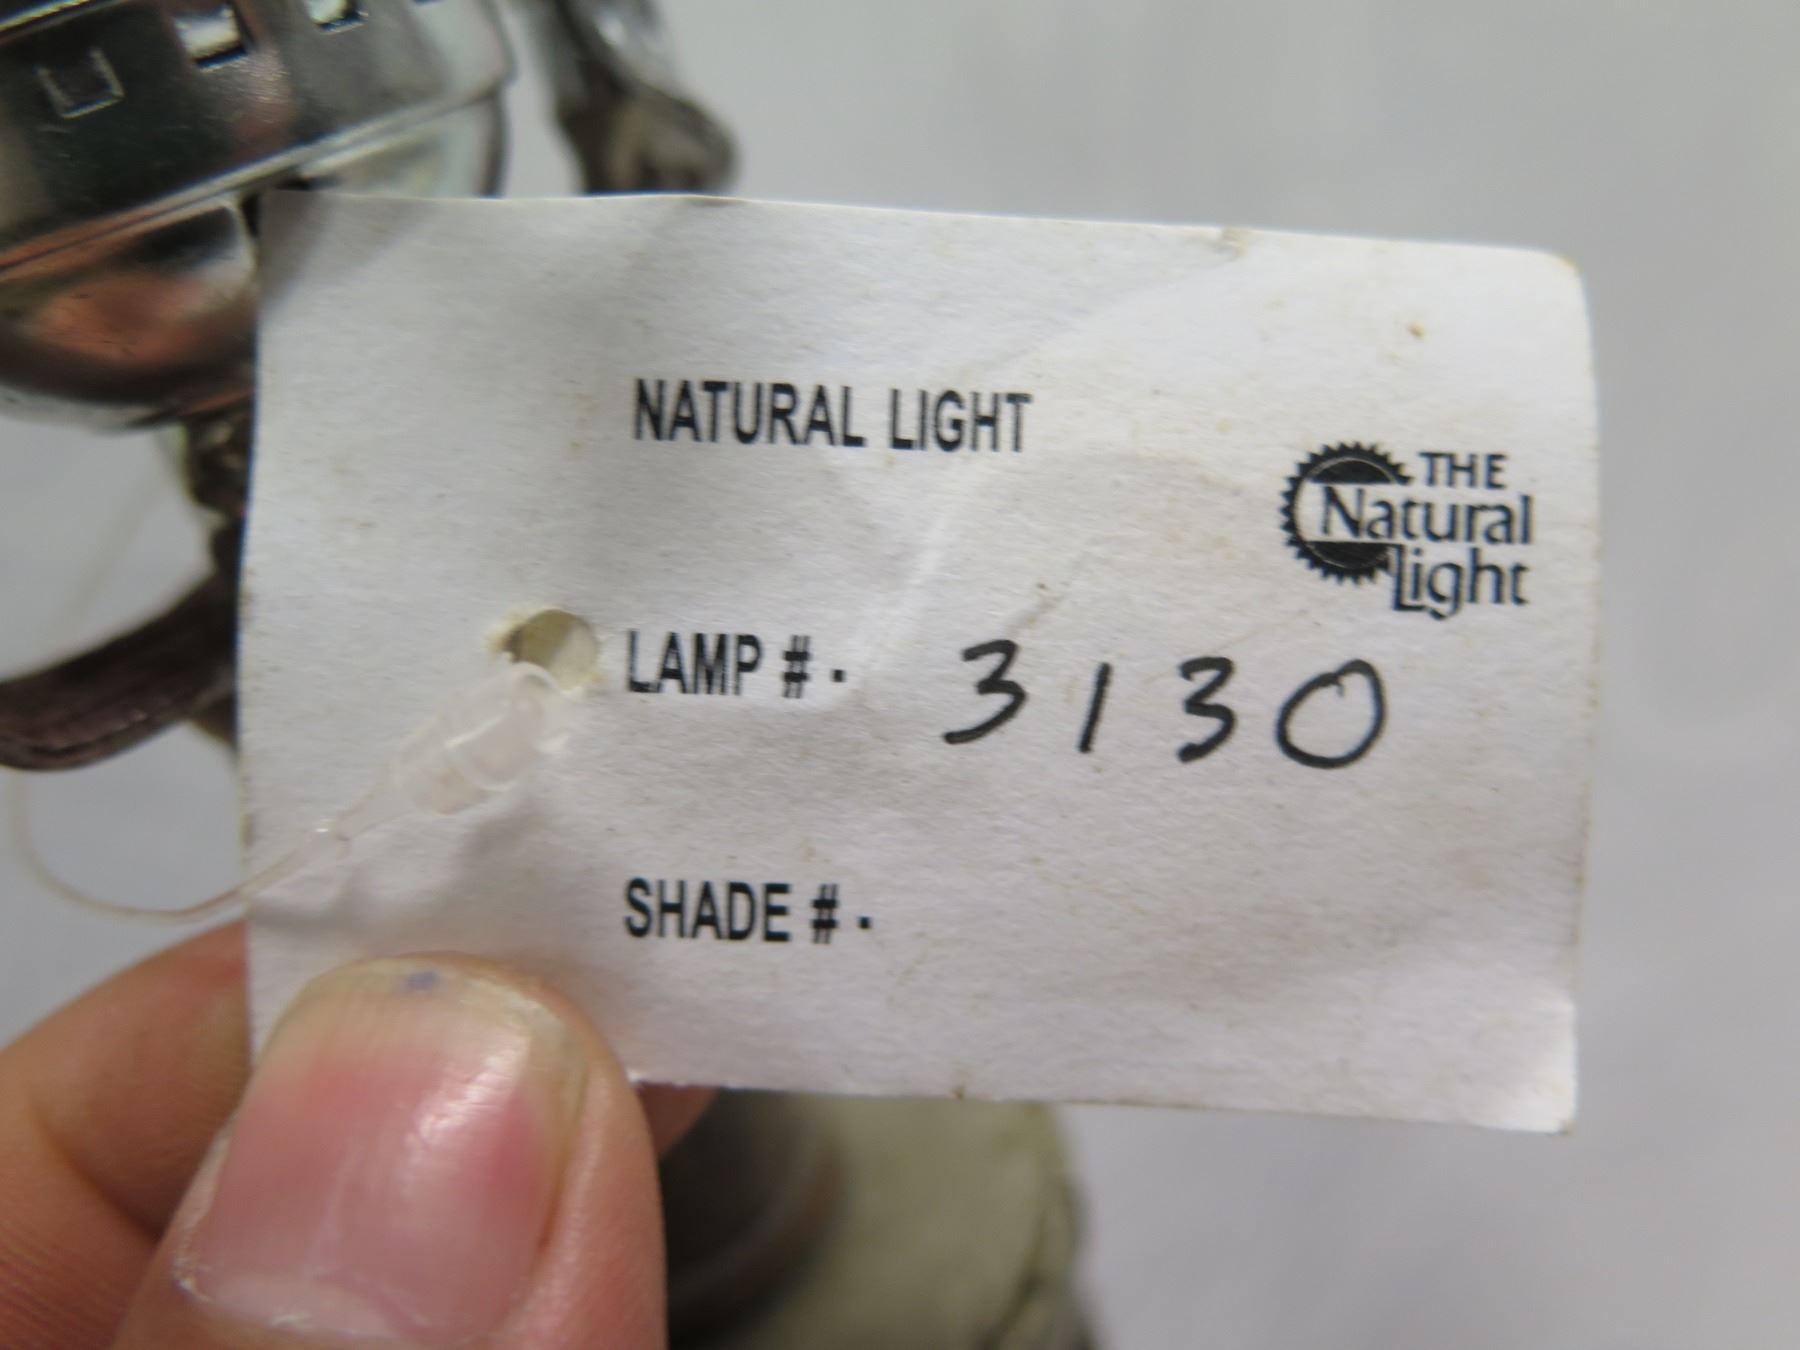 NATURAL LIGHT
THE
Natural
Light
LAMP # - 3130
SHADE # -